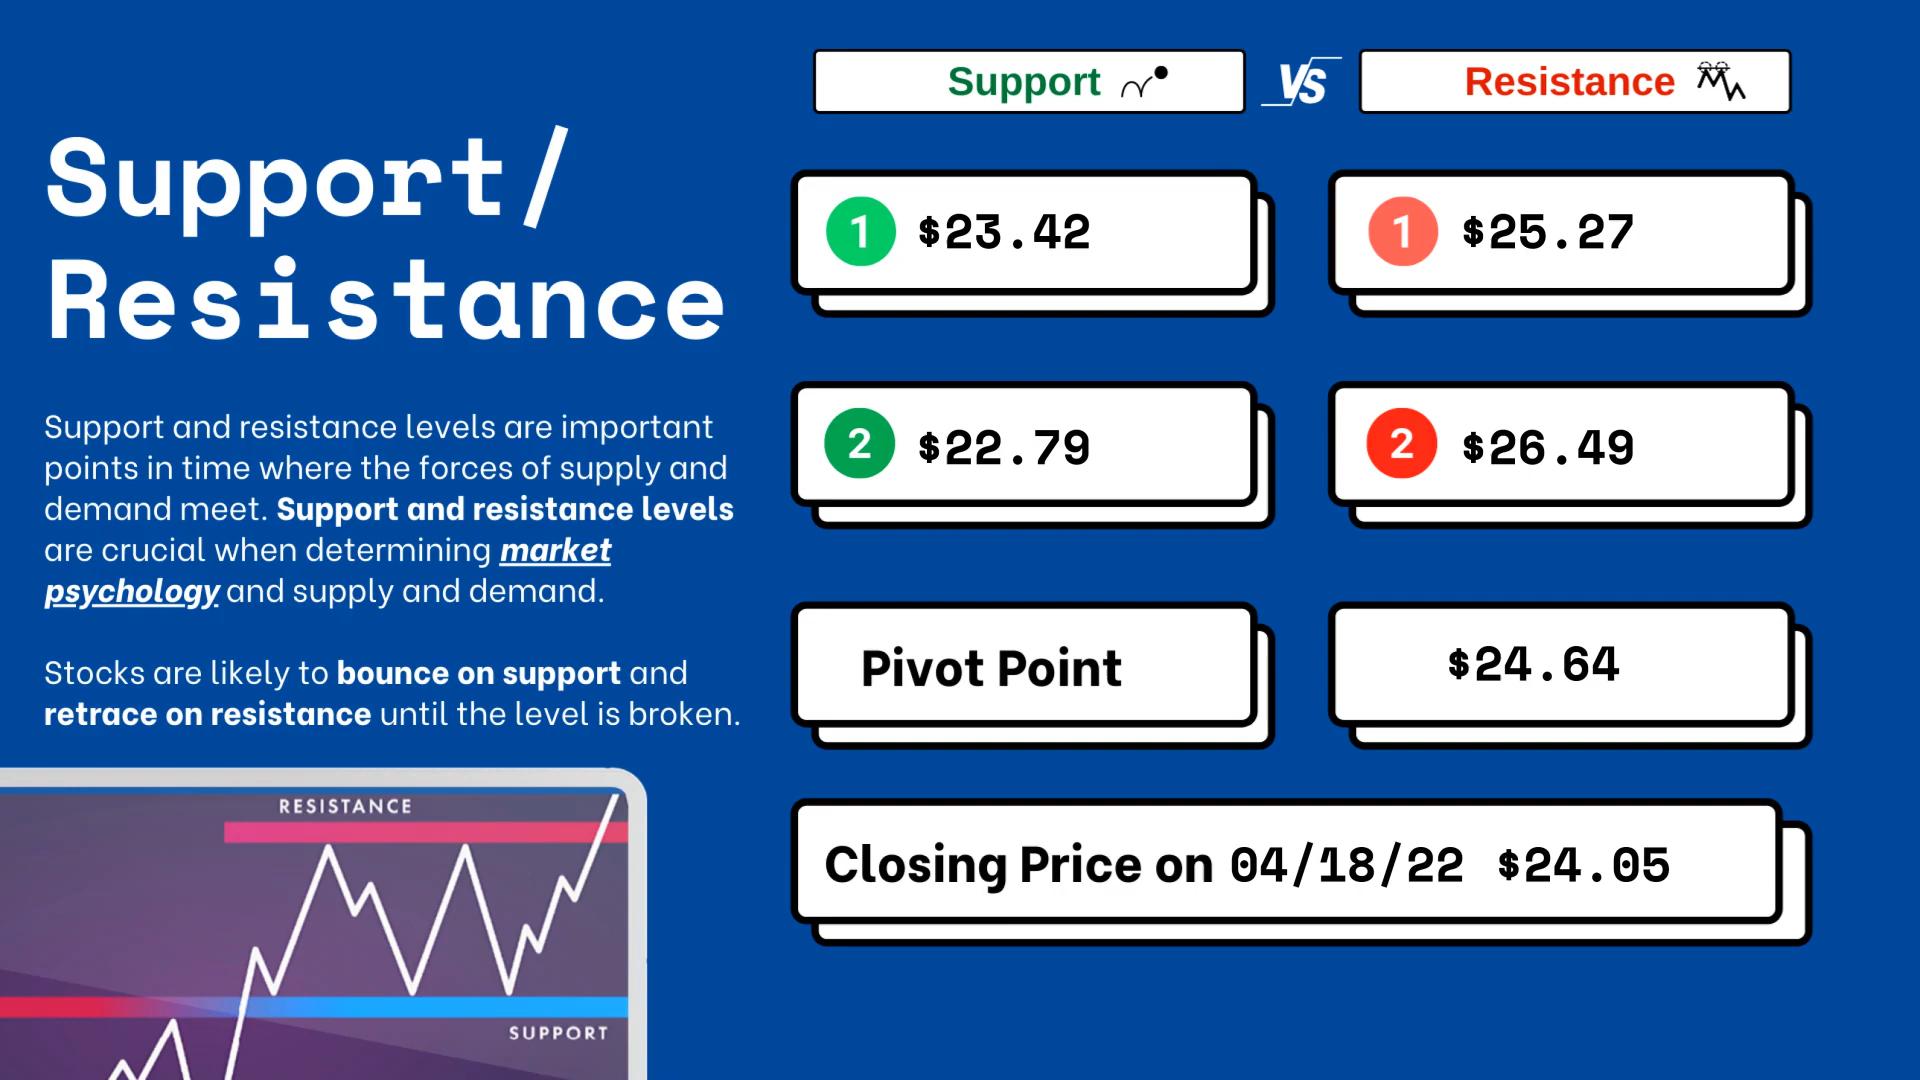 Support/
Resistance
Support and resistance levels are important
points in time where the forces of supply and
demand meet. Support and resistance levels
are crucial when determining market
psychology and supply and demand.
Stocks are likely to bounce on support and
retrace on resistance until the level is broken.
RESISTANCE
SUPPORT
Support VS Resistance
1 $23.42
1 $25.27
2 $22.79
2 $26.49
Pivot Point
$24.64
Closing Price on 04/18/22 $24.05